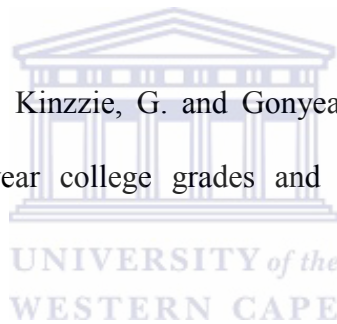 Kinzzie, G. and Gonyea
ear college grades and
UNIVERSITY of the
WESTERN CAPE